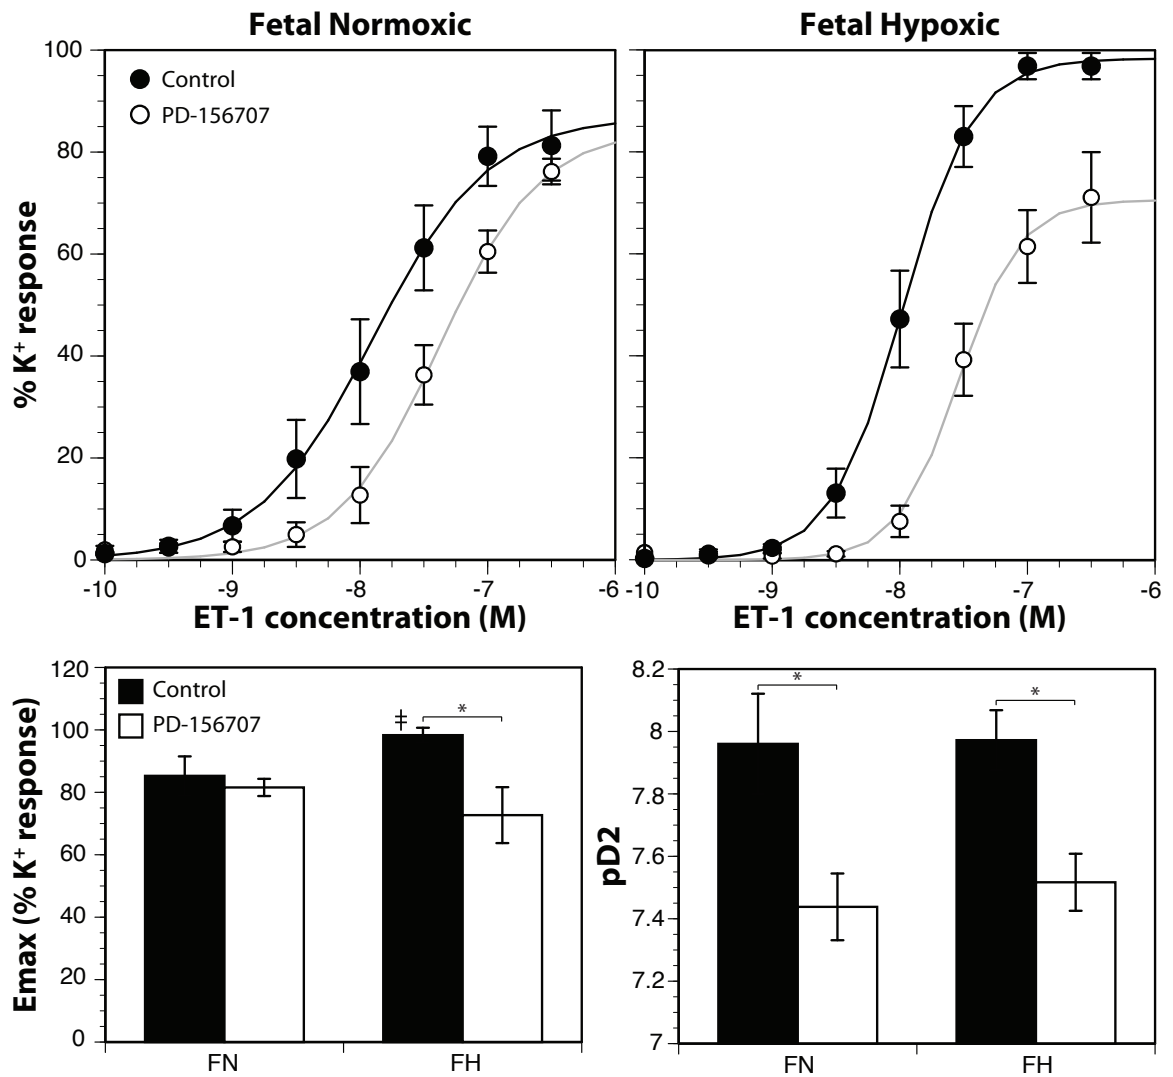 Fetal Normoxic
Fetal Hypoxic
100
80
60
40
20
0
% K+ response
Control
PD-156707
-10
-9
-8
-7
-6
ET-1 concentration (M)
-10
-9
-8
-7
-6
ET-1 concentration (M)
120
100
80
60
40
20
0
Emax (% K+ response)
Control
PD-156707
‡
*
FN
FH
8.2
8
7.8
7.6
7.4
7.2
7
pD2
*
*
FN
FH